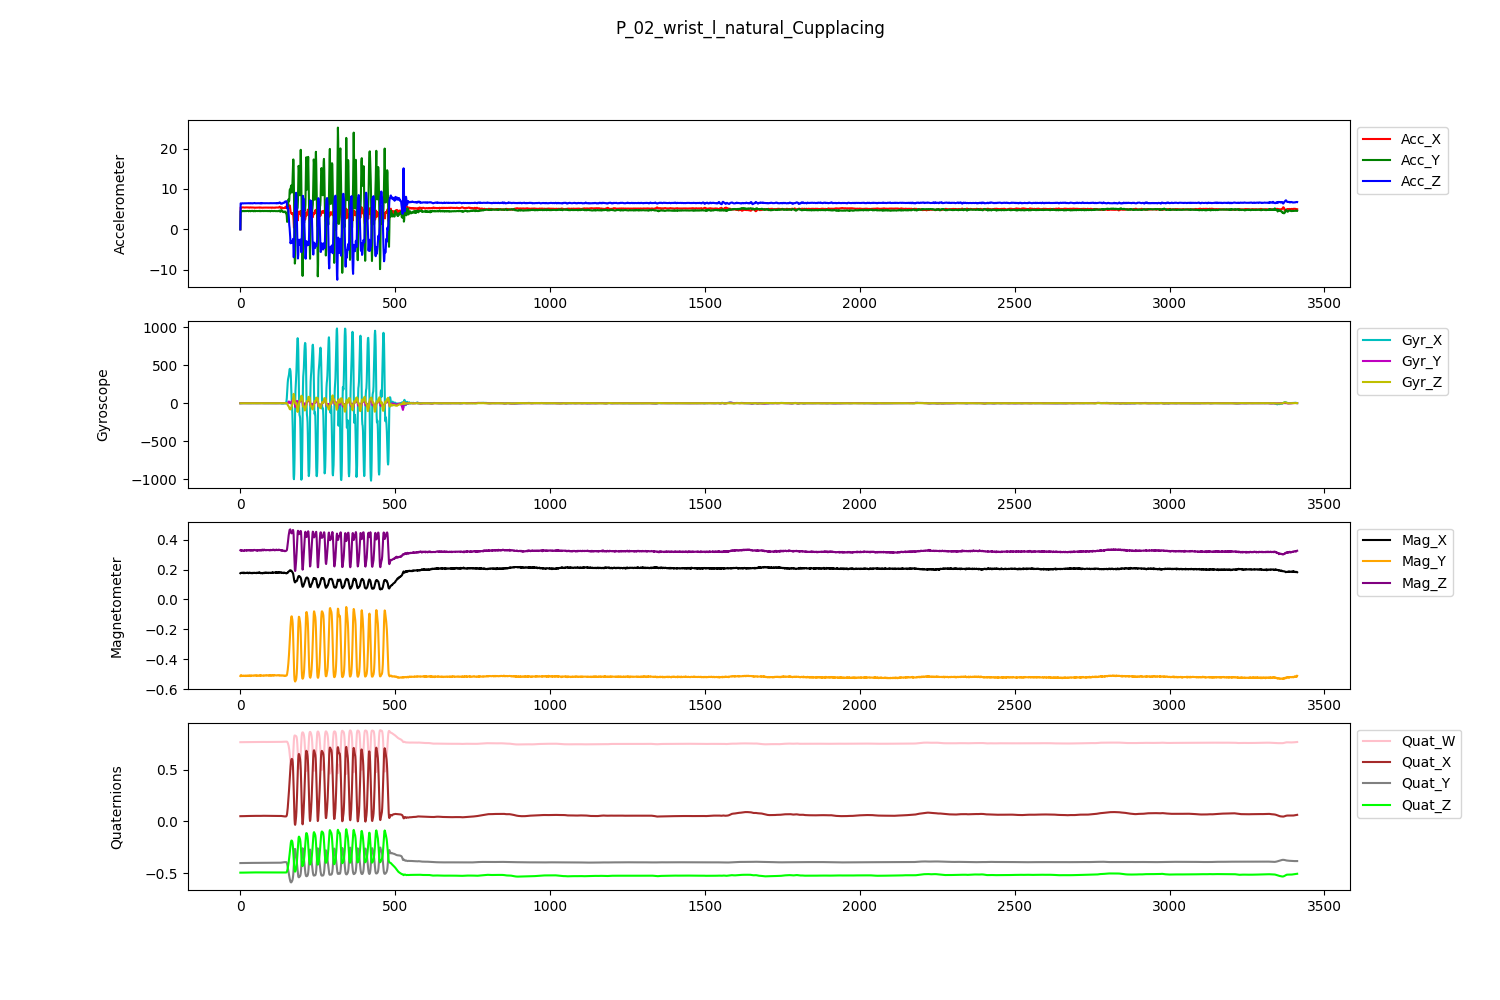 P_02_wrist_l_natural_Cupplacing
Accelerometer
20
10
0
−10
0 500 1000 1500 2000 2500 3000 3500
Acc_X
Acc_Y
Acc_Z
Gyroscope
1000
500
0
−500
−1000
0 500 1000 1500 2000 2500 3000 3500
Gyr_X
Gyr_Y
Gyr_Z
Magnetometer
0.4
0.2
0.0
−0.2
−0.4
−0.6
0 500 1000 1500 2000 2500 3000 3500
Mag_X
Mag_Y
Mag_Z
Quaternions
0.5
0.0
−0.5
0 500 1000 1500 2000 2500 3000 3500
Quat_W
Quat_X
Quat_Y
Quat_Z